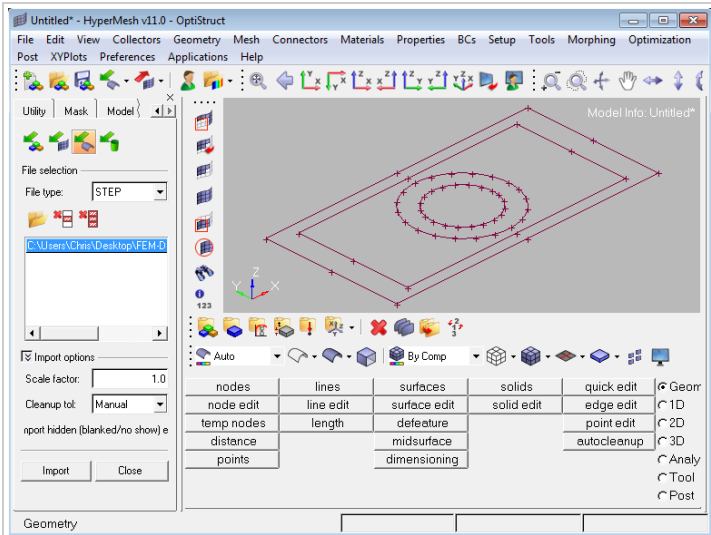 Untitled* - HyperMesh v11.0 - OptiStruct
File Edit View Collectors Geometry Mesh Connectors Materials Properties BCs Setup Tools Morphing Optimization
Post XYPlots Preferences Applications Help
Utility Mask Model
Model Info: Untitled*
File selection
File type: STEP
C:\Users\Chris\Desktop\FEM-D
Z
Y X
123
Import options
Auto By Comp
Scale factor: 1.0
Cleanup tol: Manual
nport hidden (blanked/no show) e
Import Close
nodes lines surfaces solids quick edit Geom
node edit line edit surface edit solid edit edge edit 1D
temp nodes length defeature point edit 2D
distance midsurface autocleanup 3D
points dimensioning Analy
Tool
Post
Geometry